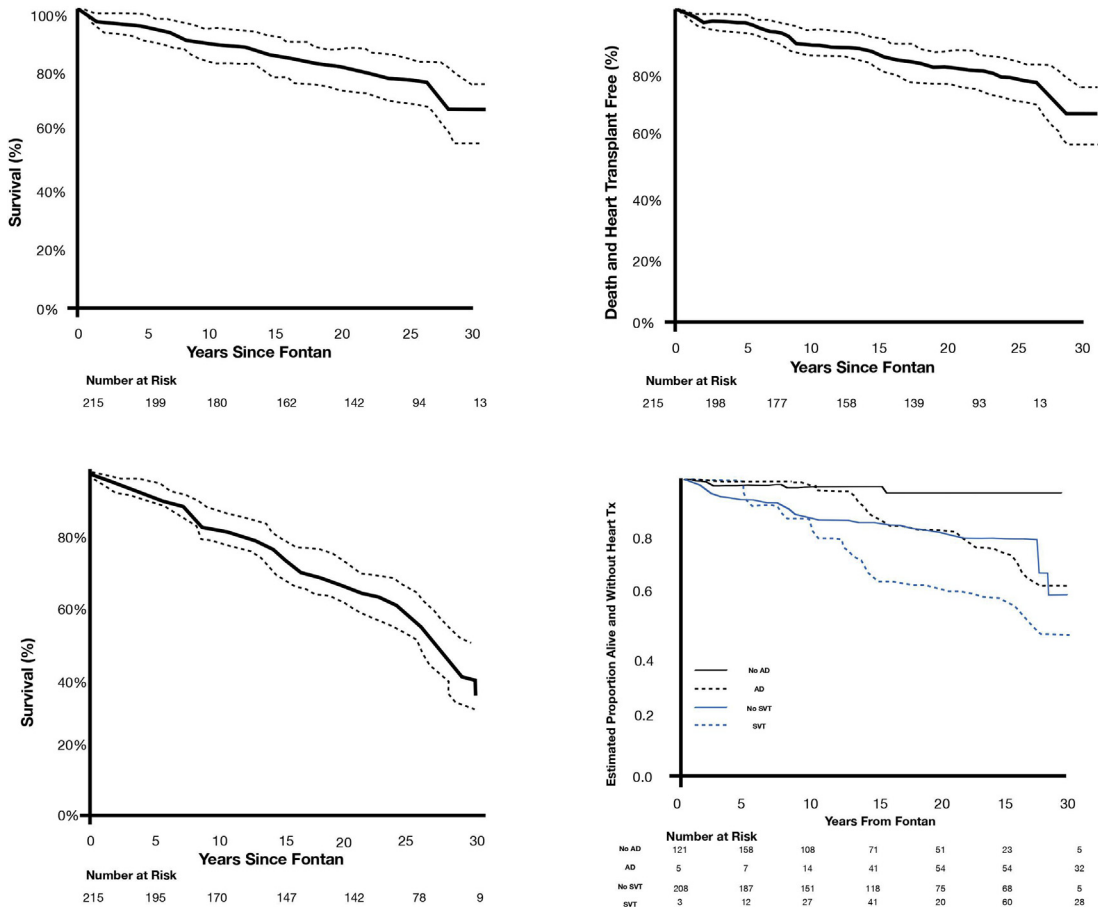 100%
80%
60%
40%
20%
0%
Survival (%)
0 5 10 15 20 25 30
Years Since Fontan
Number at Risk
215 199 180 162 142 94 13
80%
60%
40%
20%
0%
Death and Heart Transplant Free (%)
0 5 10 15 20 25 30
Years Since Fontan
Number at Risk
215 198 177 158 139 93 13
80%
60%
40%
20%
0%
Survival (%)
0 5 10 15 20 25 30
Years Since Fontan
Number at Risk
215 195 170 147 142 78 9
0.8
0.6
0.4
0.2
0.0
Estimated Proportion Alive and Without Heart Tx
No AD
AD
No SVT
SVT
0 5 10 15 20 15 30
Years From Fontan
Number at Risk
No AD 121 158 108 71 51 23 5
AD 5 7 14 41 54 54 32
No SVT 208 187 151 118 75 68 5
SVT 3 12 27 41 20 60 28